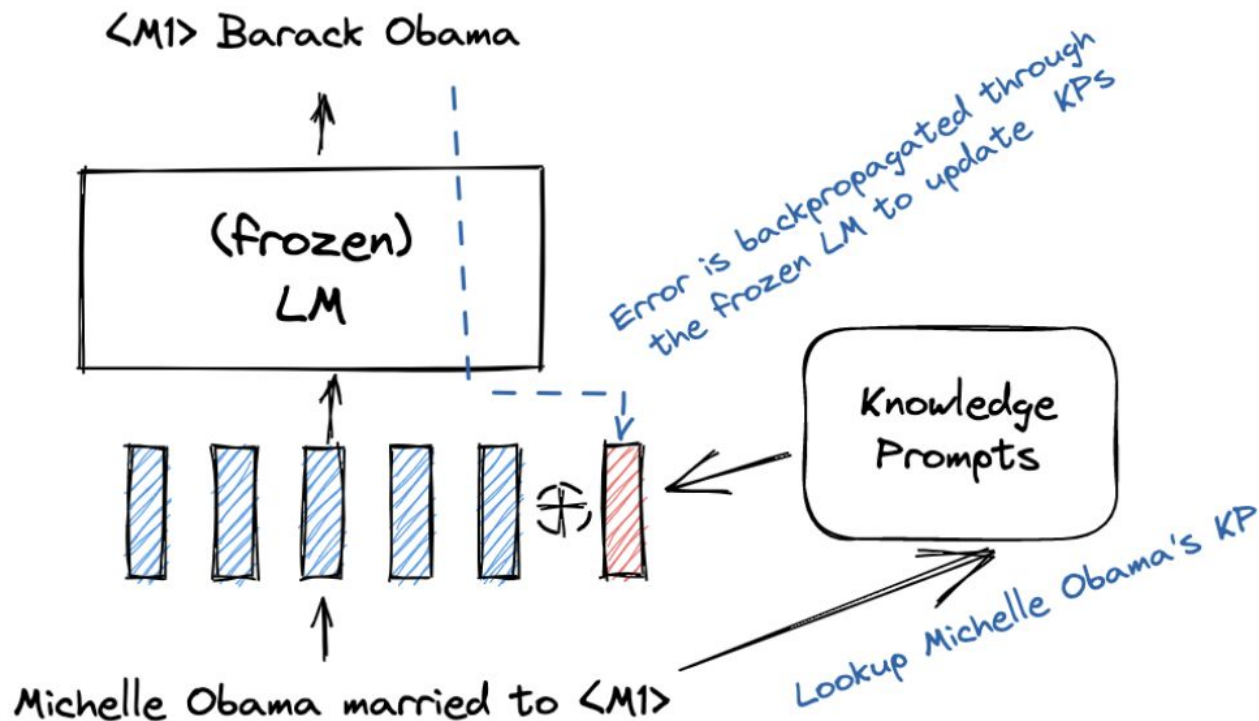 <M1> Barack Obama
(frozen)
LM
Error is backpropagated through
the frozen LM to update KPs
Knowledge
Prompts
Lookup Michelle Obama's KP
Michelle Obama married to <M1>